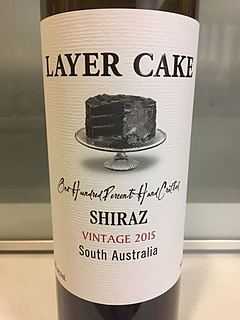 LAYER CAKE
One Hundred Percent Hand Crafted
SHIRAZ
VINTAGE 2015
South Australia